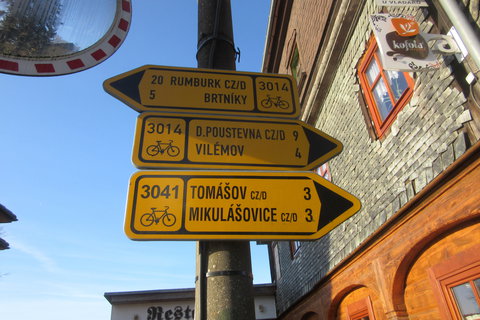 U VLADAŘŮ
kofola
20 RUMBURK CZ/D
5 BRTNÍKY
3014
3014
D.POUSTEVNA CZ/D 9
VILÉMOV 4
3041
TOMÁŠOV CZ/D 3
MIKULÁŠOVICE CZ/D 3